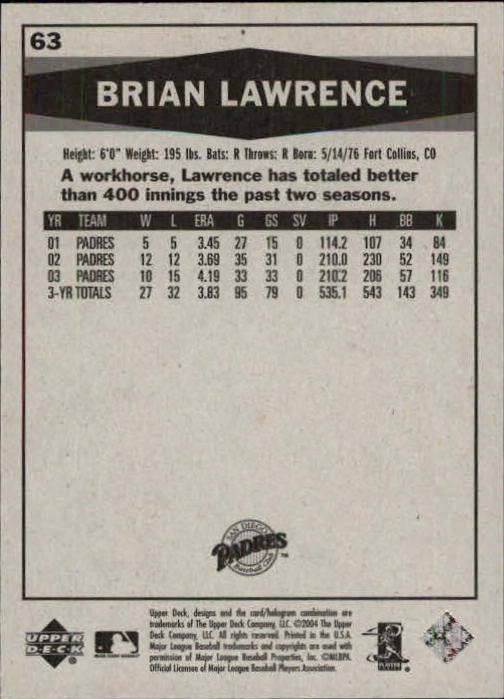 63
BRIAN LAWRENCE
Height: 6'0" Weight: 195 lbs. Bats: R Throws: R Born: 5/14/76 Fort Collins, CO
A workhorse, Lawrence has totaled better
than 400 innings the past two seasons.
YR TEAM W L ERA G GS SV IP H BB K
01 PADRES 5 5 3.45 27 15 0 114.2 107 34 84
02 PADRES 12 12 3.69 35 31 0 210.0 230 52 149
03 PADRES 10 15 4.19 33 33 0 210.2 206 57 116
3-YR TOTALS 27 32 3.83 95 79 0 535.1 543 143 349
SAN DIEGO
PADRES
Baseball Club
TM
Upper Deck, designs and the card/hologram combination are
trademarks of The Upper Deck Company, LLC. ©2004 The Upper
Deck Company, LLC. All rights reserved. Printed in the U.S.A.
Major League Baseball trademarks and copyrights are used with
permission of Major League Baseball Properties, Inc. ©MLBPA.
Official Licensee of Major League Baseball Players Association.
UPPER
DECK